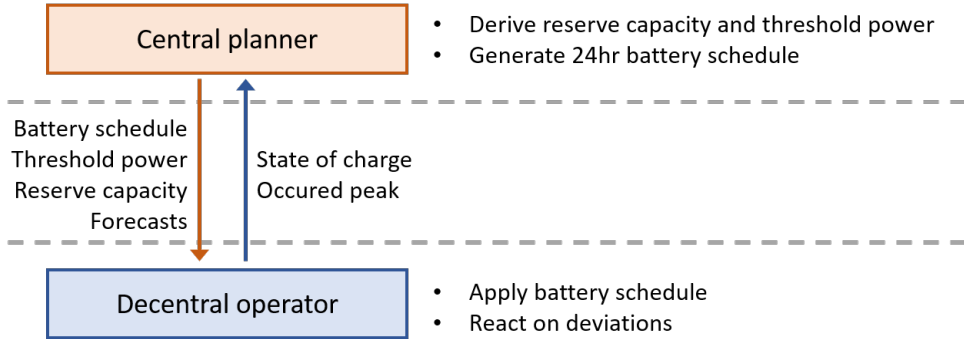 Central planner
• Derive reserve capacity and threshold power
• Generate 24hr battery schedule
Battery schedule
Threshold power
Reserve capacity
Forecasts
State of charge
Occured peak
Decentral operator
• Apply battery schedule
• React on deviations